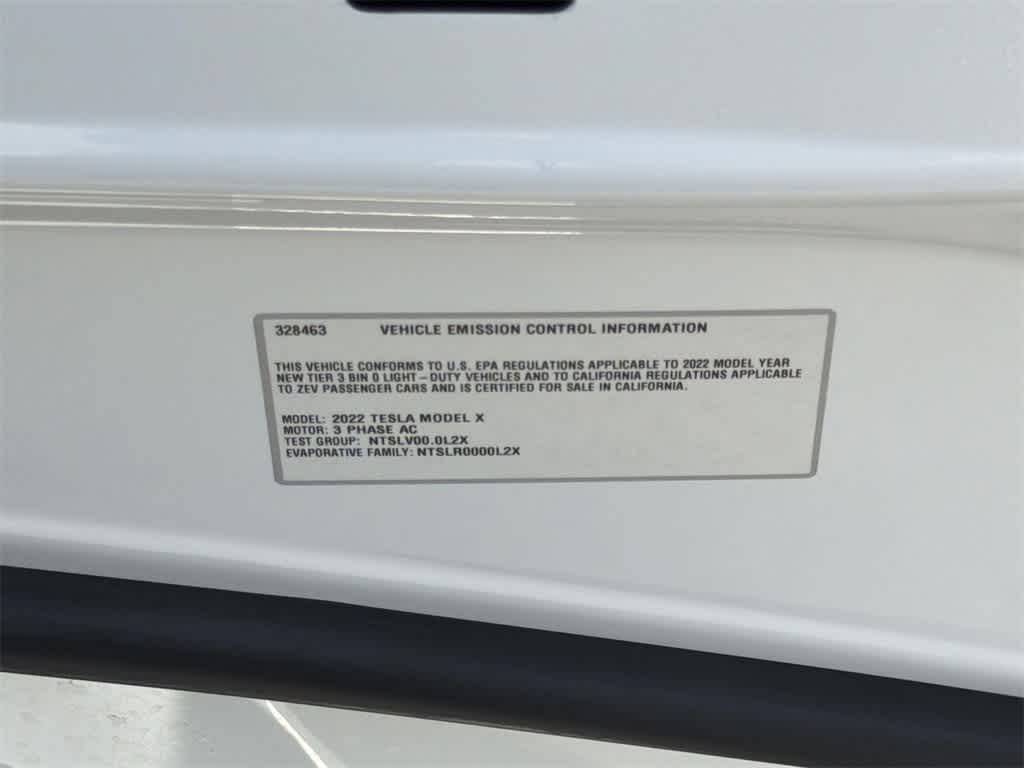 328463 VEHICLE EMISSION CONTROL INFORMATION
THIS VEHICLE CONFORMS TO U.S. EPA REGULATIONS APPLICABLE TO 2022 MODEL YEAR
NEW TIER 3 BIN 0 LIGHT-DUTY VEHICLES AND TO CALIFORNIA REGULATIONS APPLICABLE
TO ZEV PASSENGER CARS AND IS CERTIFIED FOR SALE IN CALIFORNIA.
MODEL: 2022 TESLA MODEL X
MOTOR: 3 PHASE AC
TEST GROUP: NTSLV00.0L2X
EVAPORATIVE FAMILY: NTSLR0000L2X